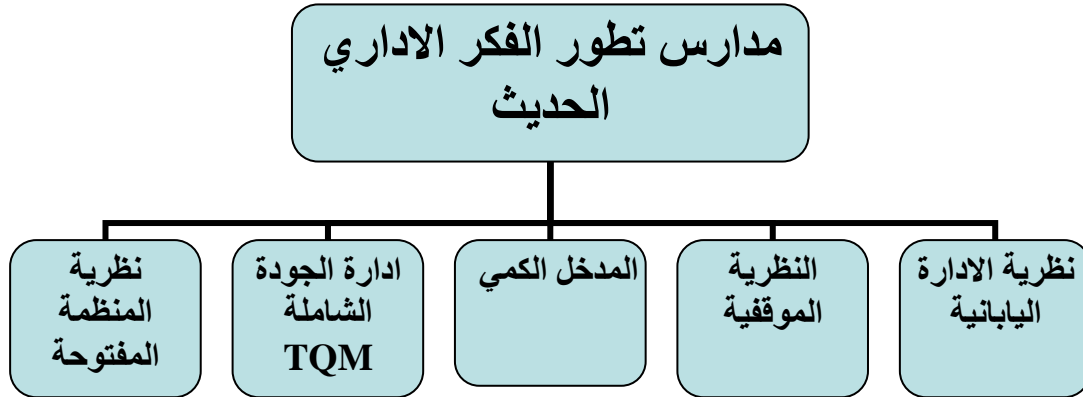 مدارس تطور الفكر الاداري
الحديث
نظرية الادارة
اليابانية
النظرية
الموقفية
المدخل الكمي
ادارة الجودة
الشاملة
TQM
نظرية
المنظمة
المفتوحة